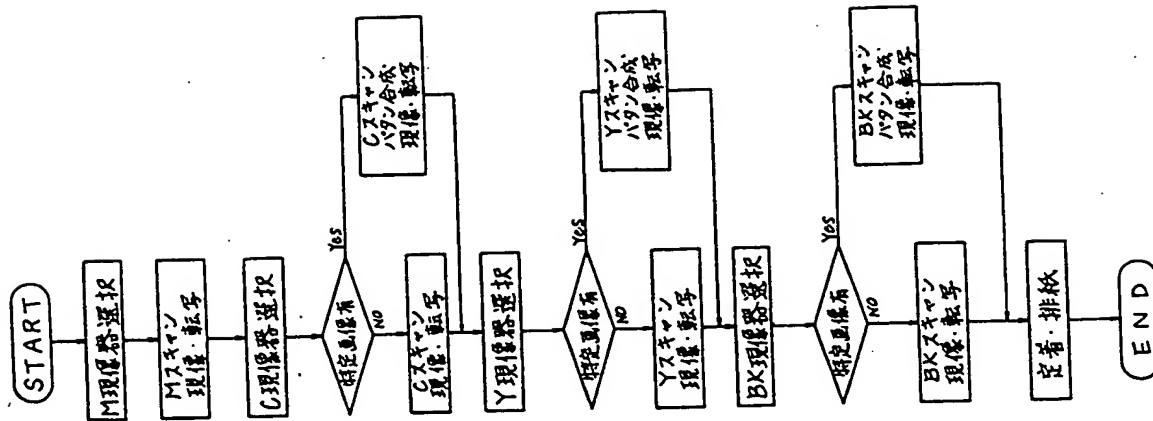 START
M現像器選択
Mスキャン
現像・転写
C現像器選択
特定画像有
Yes
NO
Cスキャン
パタン合成
現像・転写
Cスキャン
現像・転写
Y現像器選択
特定画像有
Yes
NO
Yスキャン
パタン合成
現像・転写
Yスキャン
現像・転写
BK現像器選択
特定画像有
Yes
NO
BKスキャン
パタン合成
現像・転写
BKスキャン
現像・転写
定着・排紙
END